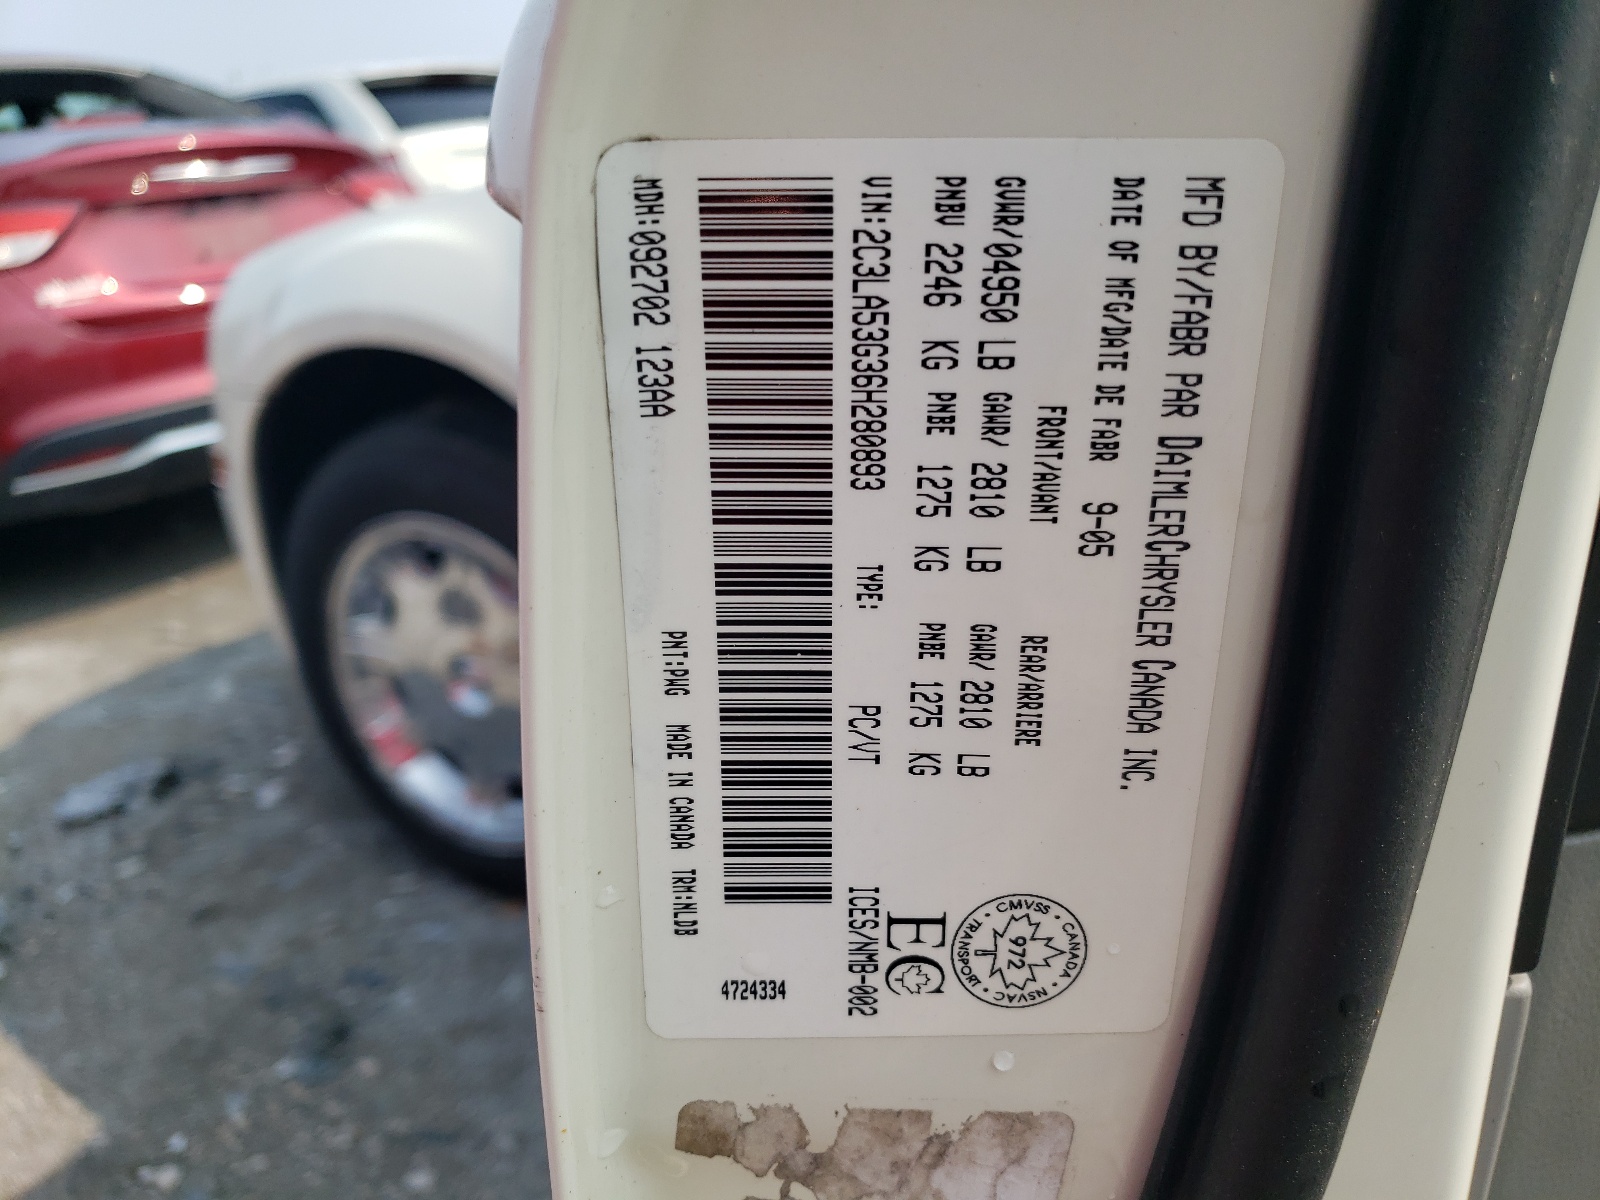 MFD BY/FABR PAR DAIMLERCHRYSLER CANADA INC.
DATE OF MFG/DATE DE FABR 9-05
FRONT/AVANT REAR/ARRIERE
GVWR/04950 LB GAWR/ 2810 LB GAWR/ 2810 LB
PNBV 2246 KG PNBE 1275 KG PNBE 1275 KG
VIN:2C3LA53G36H280893 TYPE: PC/VT ICES/NMB-002
MDH:092702 123AA
PNT:PWG MADE IN CANADA TRM:NLDB
4724334
CMVSS · CANADA · NSVAC · TRANSPORT ·
972
EC